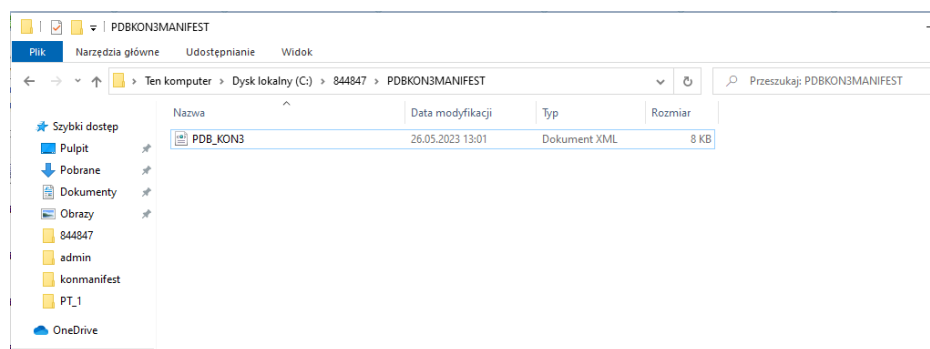 PDBKON3MANIFEST
Plik Narzędzia główne Udostępnianie Widok
Ten komputer > Dysk lokalny (C:) > 844847 > PDBKON3MANIFEST Przeszukaj: PDBKON3MANIFEST
Nazwa Data modyfikacji Typ Rozmiar
Szybki dostęp
PDB_KON3 26.05.2023 13:01 Dokument XML 8 KB
Pulpit
Pobrane
Dokumenty
Obrazy
844847
admin
konmanifest
PT_1
OneDrive